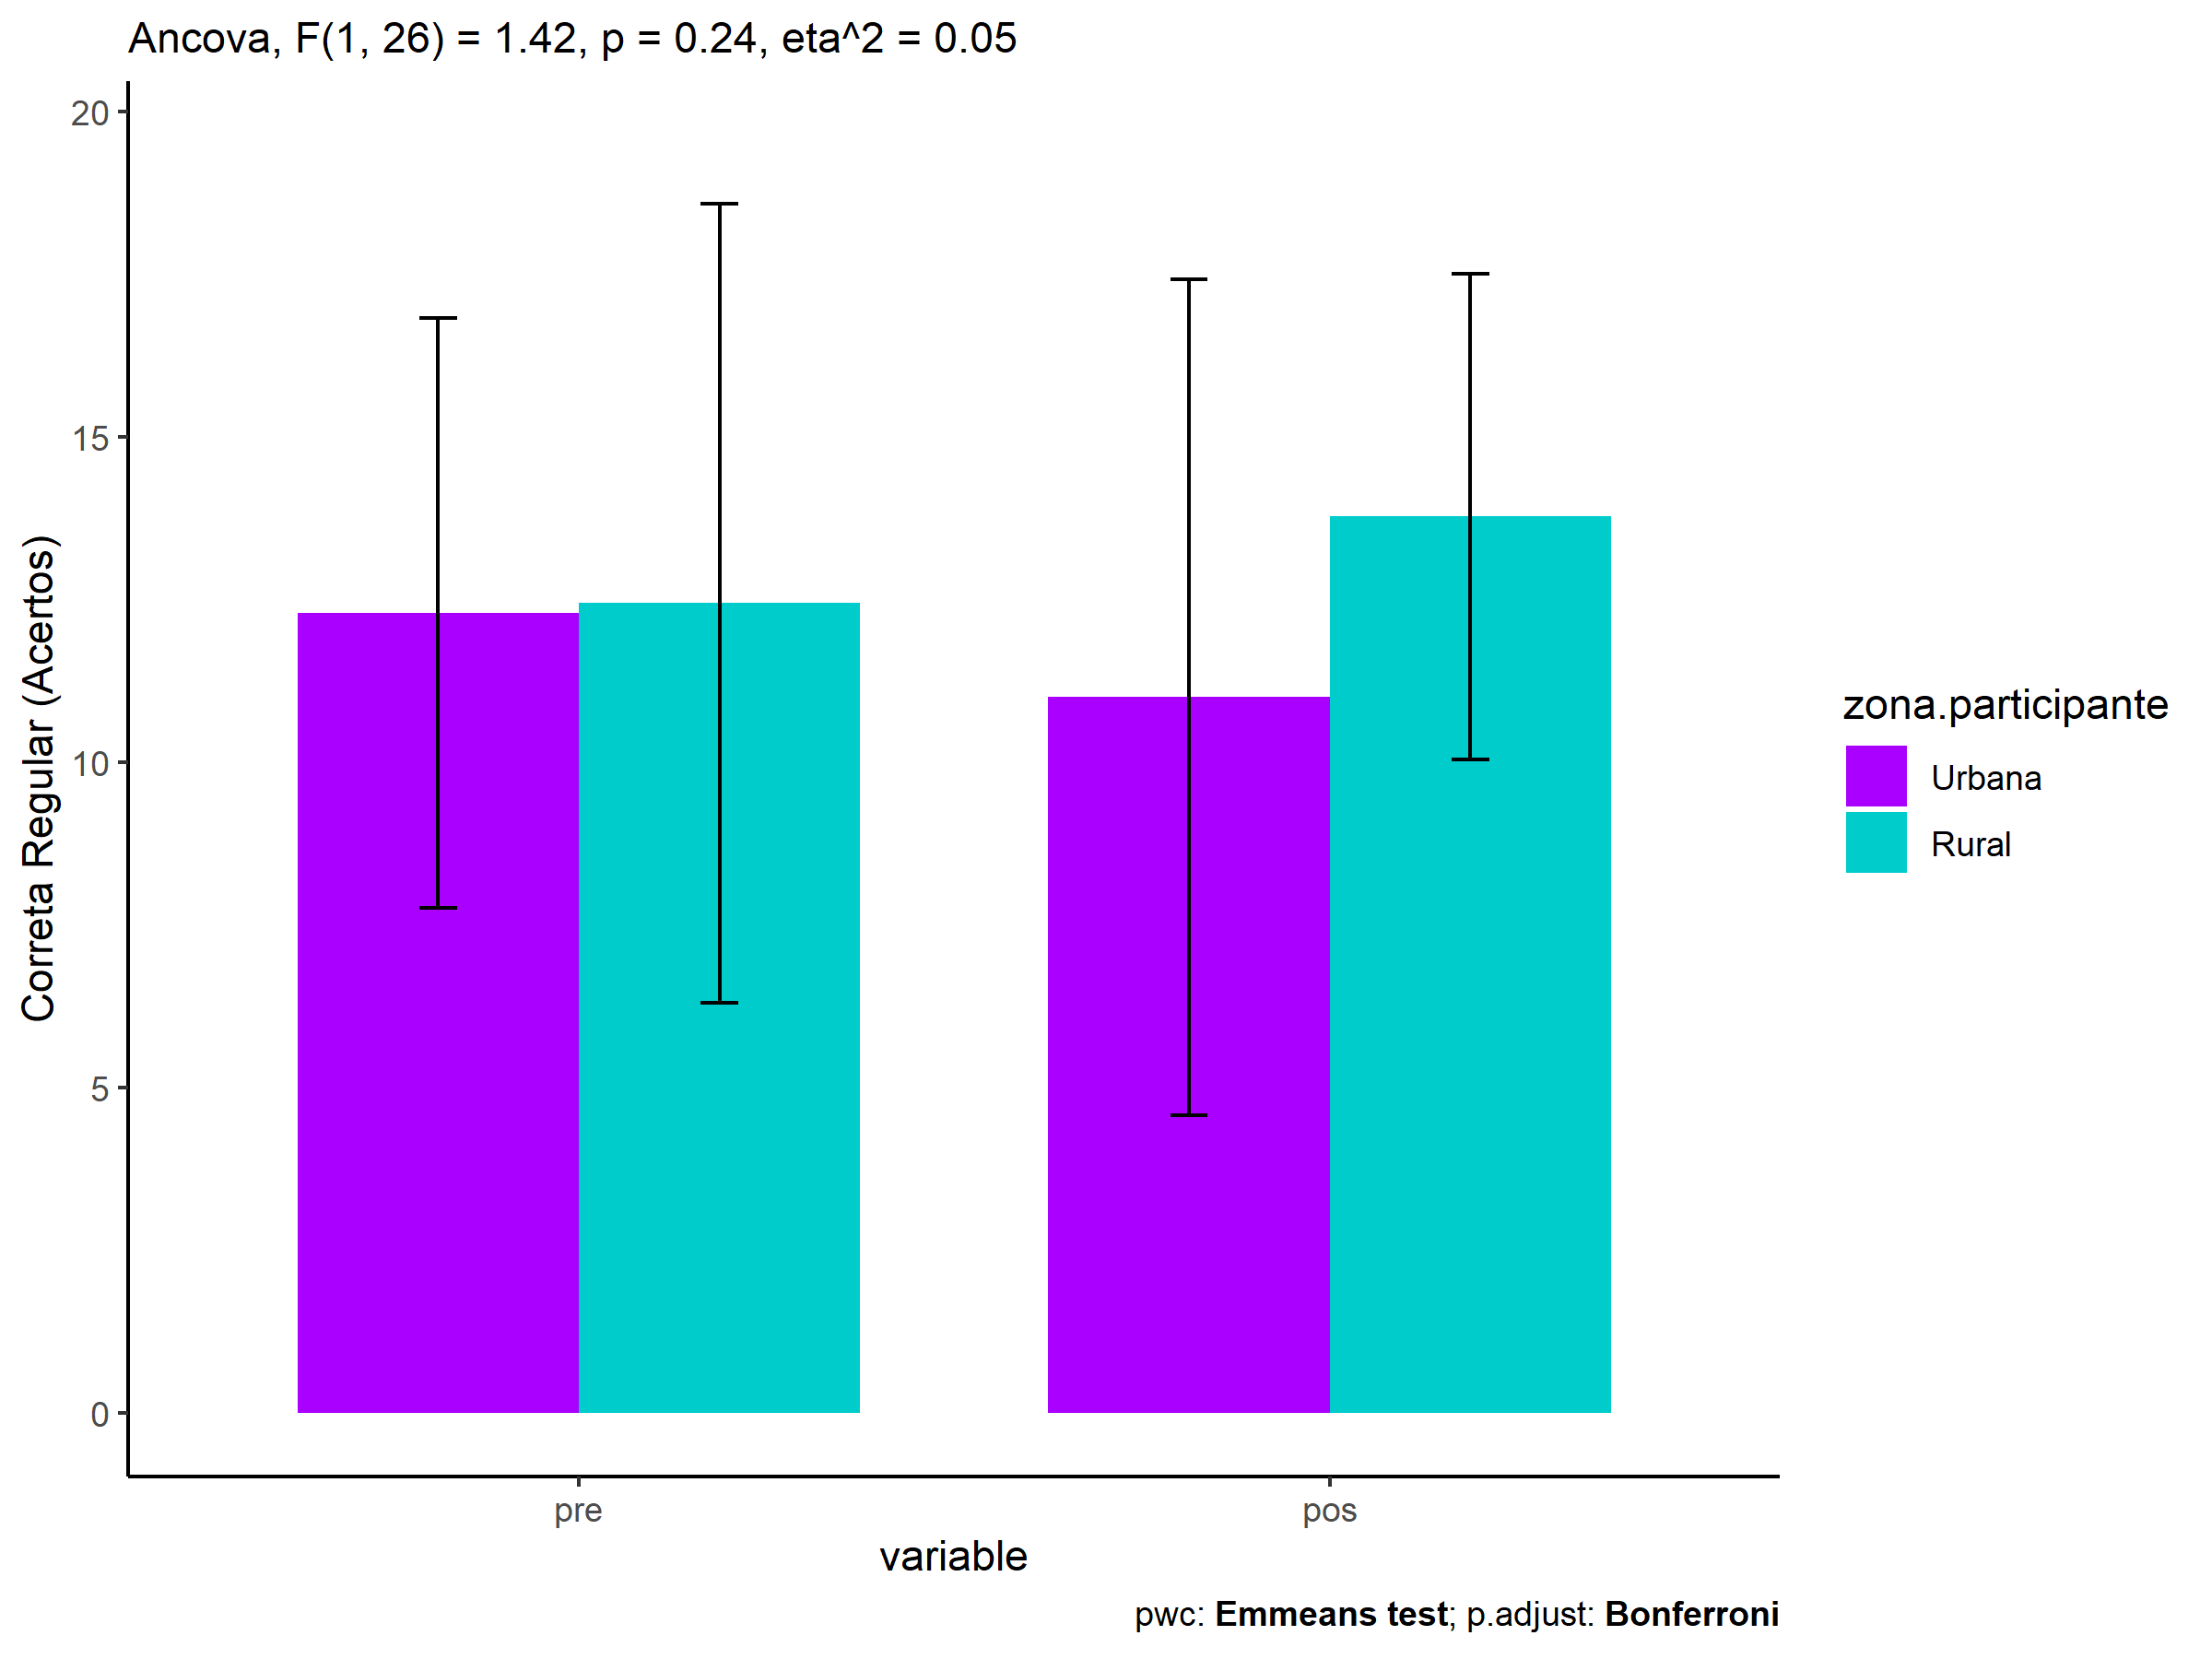 Ancova, F(1, 26) = 1.42, p = 0.24, eta^2 = 0.05
Correta Regular (Acertos)
20
15
10
5
0
pre
pos
variable
zona.participante
Urbana
Rural
pwc: Emmeans test; p.adjust: Bonferroni